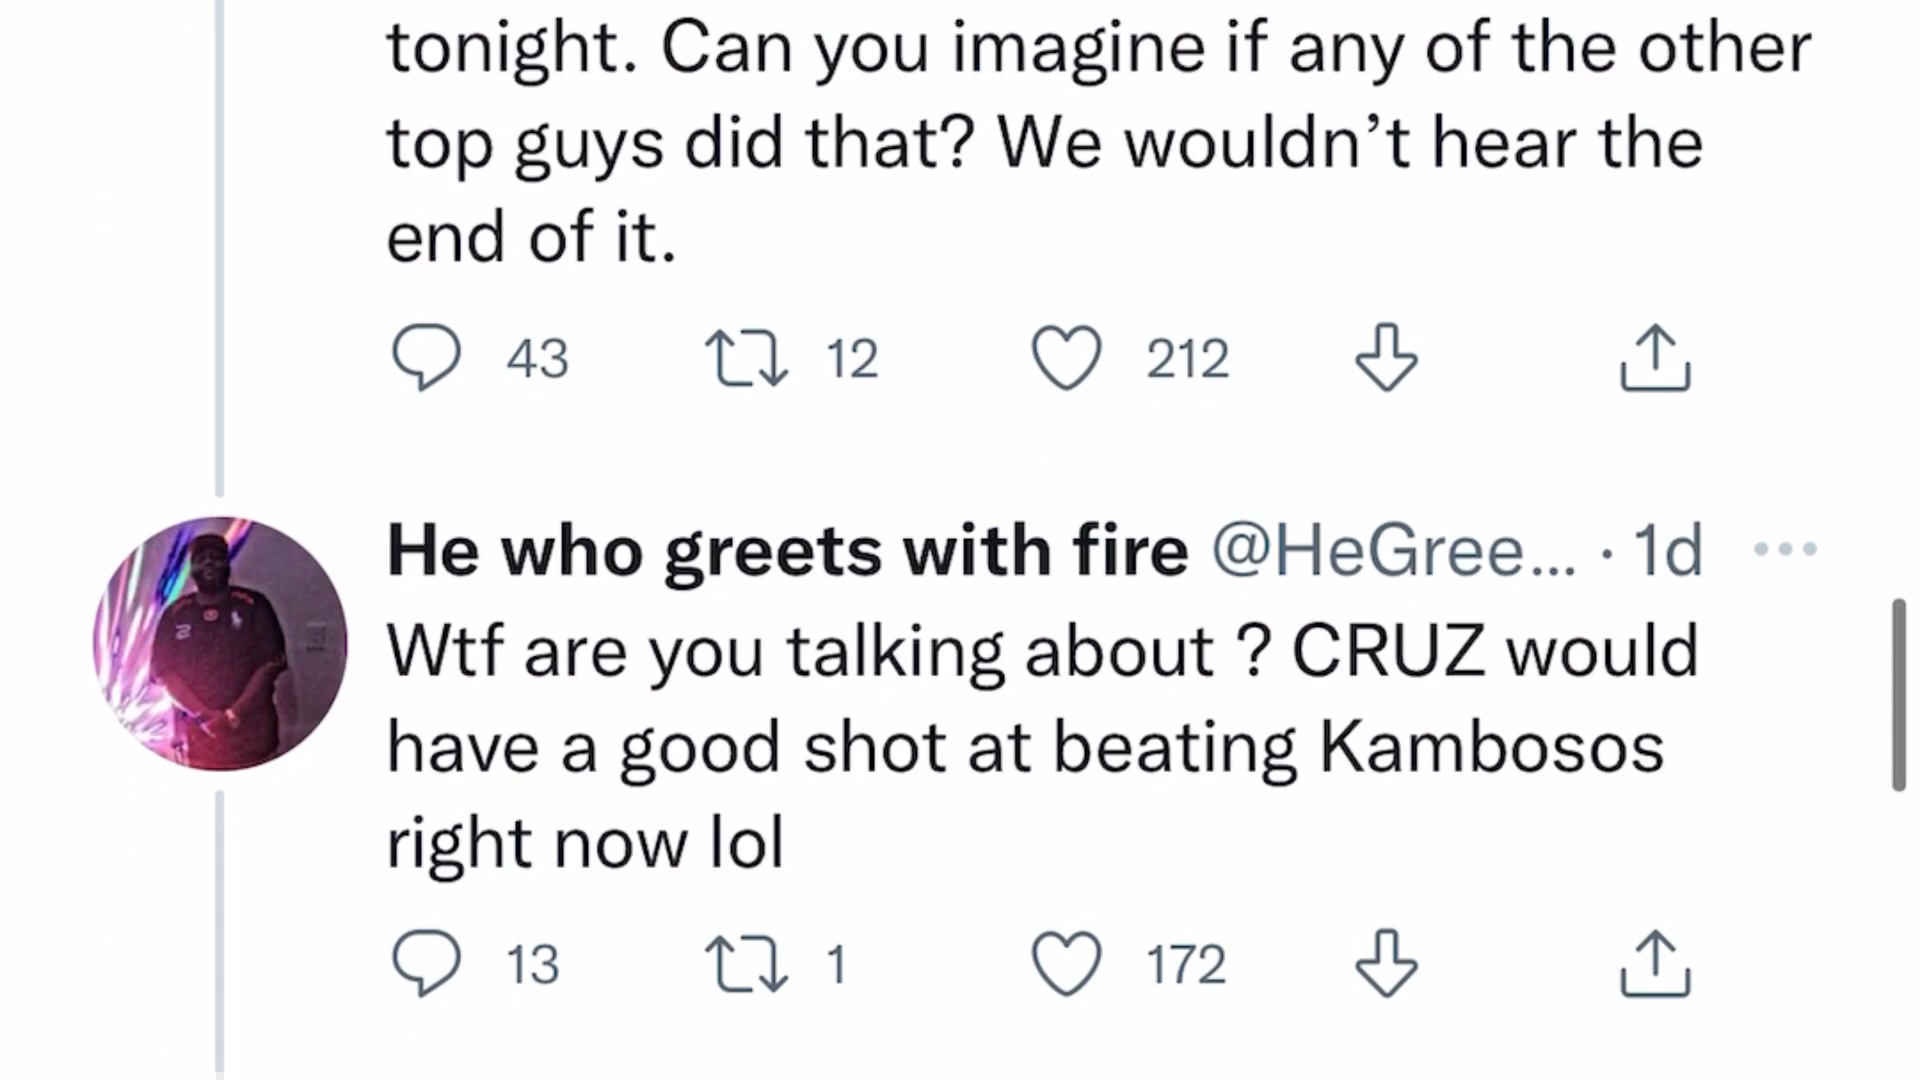 tonight. Can you imagine if any of the other
top guys did that? We wouldn’t hear the
end of it.
43 12 212
He who greets with fire @HeGree... · 1d
Wtf are you talking about ? CRUZ would
have a good shot at beating Kambosos
right now lol
13 1 172